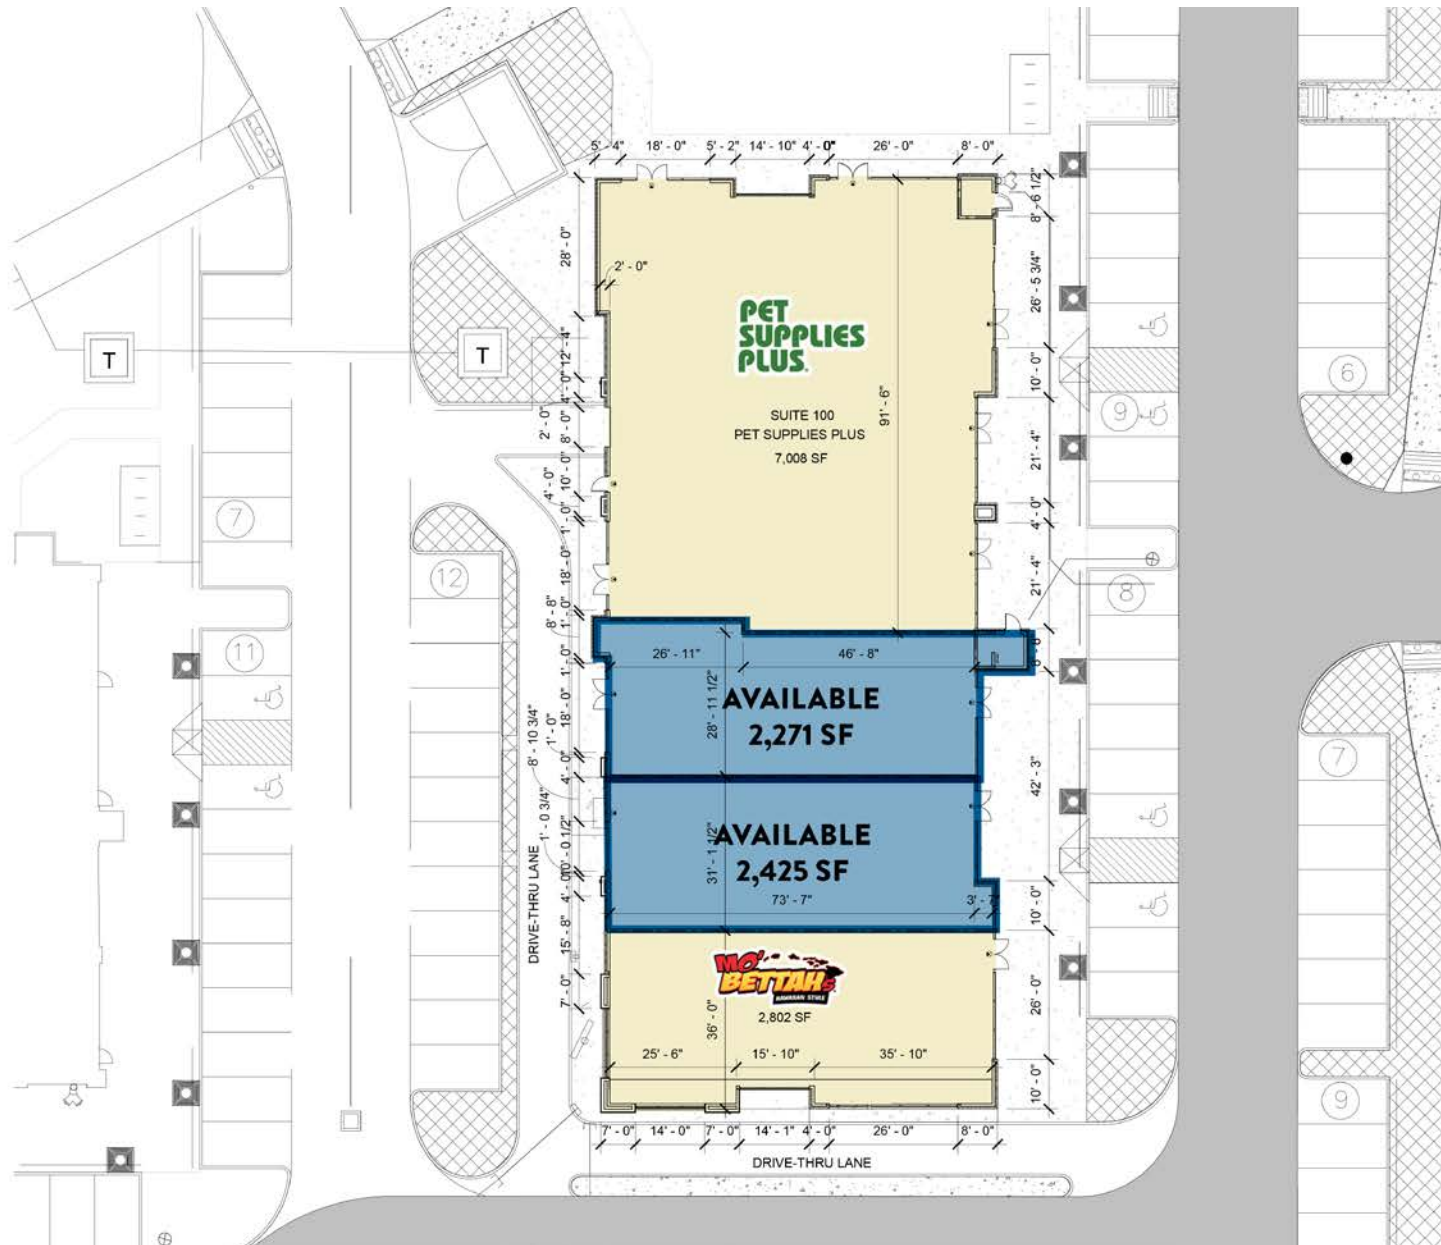 5' - 4"
18' - 0"
5' - 2"
14' - 10"
4' - 0"
26' - 0"
8' - 0"
8' - 6 1/2"
28' - 0"
2' - 0"
26' - 5 3/4"
T
T
PET
SUPPLIES
PLUS.
12' - 4"
6
10' - 0"
4' - 0"
9
91' - 6"
SUITE 100
PET SUPPLIES PLUS
7,008 SF
2' - 0"
8' - 0"
21' - 4"
4' - 0"
10' - 0"
7
4' - 0"
1' - 0"
12
18' - 0"
21' - 4"
8
8' - 8"
1' - 0"
11
1' - 0"
26' - 11"
46' - 8"
28' - 11 1/2"
AVAILABLE
2,271 SF
18' - 0"
8' - 10 3/4"
1' - 0"
4' - 0"
7
42' - 3"
1' - 0 3/4"
10' - 0 1/2"
AVAILABLE
2,425 SF
31' - 1 1/2"
DRIVE-THRU LANE
4' - 0"
73' - 7"
3' - 7"
10' - 0"
15' - 8"
MO'
BETTAHS
HAWAIIAN STYLE
2,802 SF
7' - 0"
36' - 0"
26' - 0"
25' - 6"
15' - 10"
35' - 10"
10' - 0"
9
7' - 0"
14' - 0"
7' - 0"
14' - 1"
4' - 0"
26' - 0"
8' - 0"
DRIVE-THRU LANE